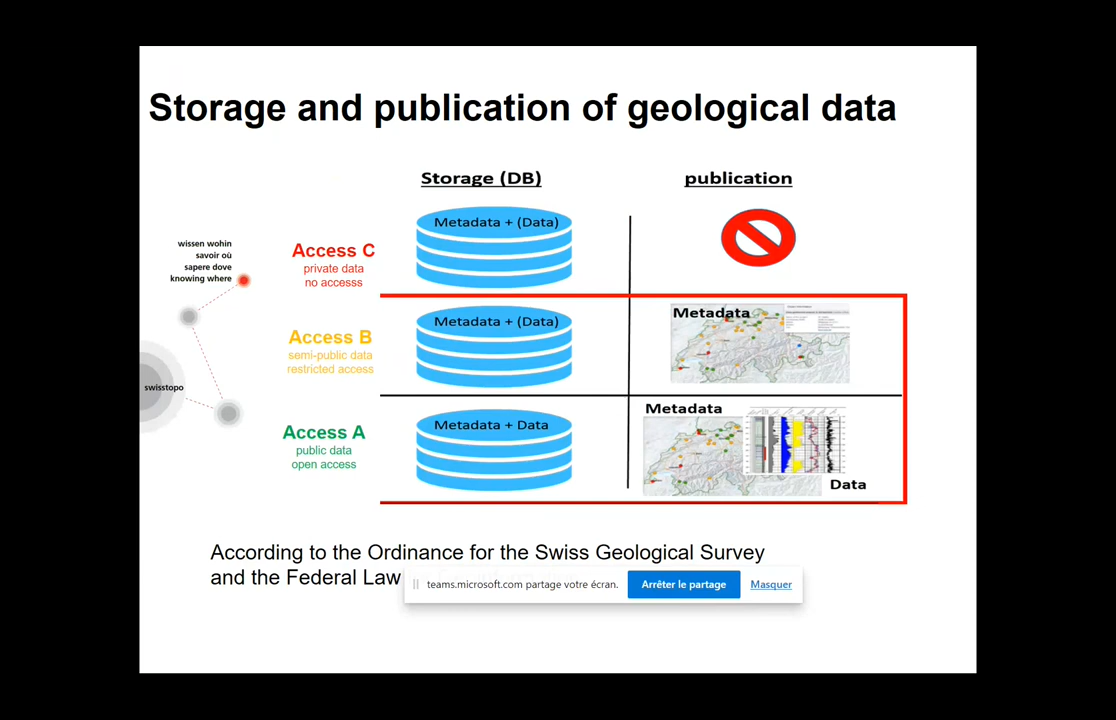 Storage and publication of geological data
Storage (DB)
publication
Metadata + (Data)
wissen wohin
savoir où
sapere dove
knowing where
swisstopo
Access C
private data
no accesss
Access B
semi-public data
restricted access
Metadata + (Data)
Metadata
Access A
public data
open access
Metadata + Data
Metadata
Data
According to the Ordinance for the Swiss Geological Survey
and the Federal Law
teams.microsoft.com partage votre écran.
Arrêter le partage
Masquer